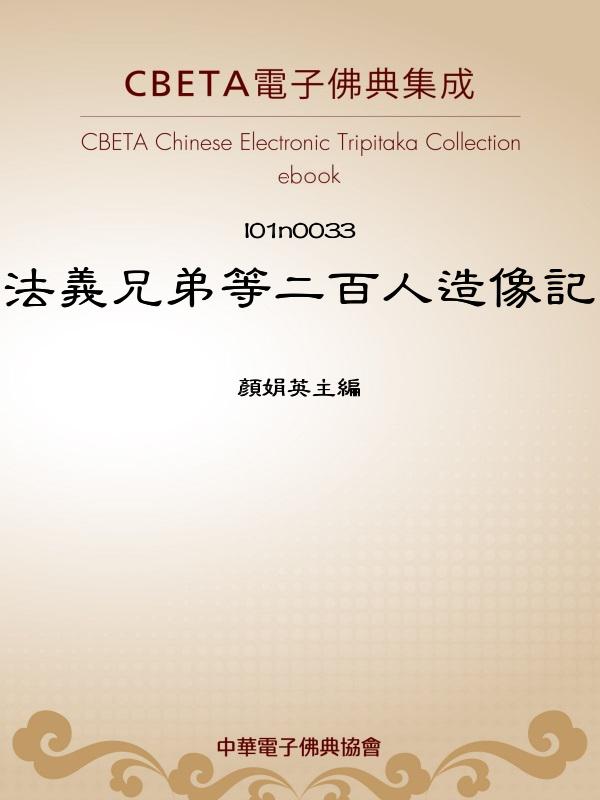 CBETA電子佛典集成
CBETA Chinese Electronic Tripitaka Collection
ebook
I01n0033
法義兄弟等二百人造像記
顏娟英主編
中華電子佛典協會